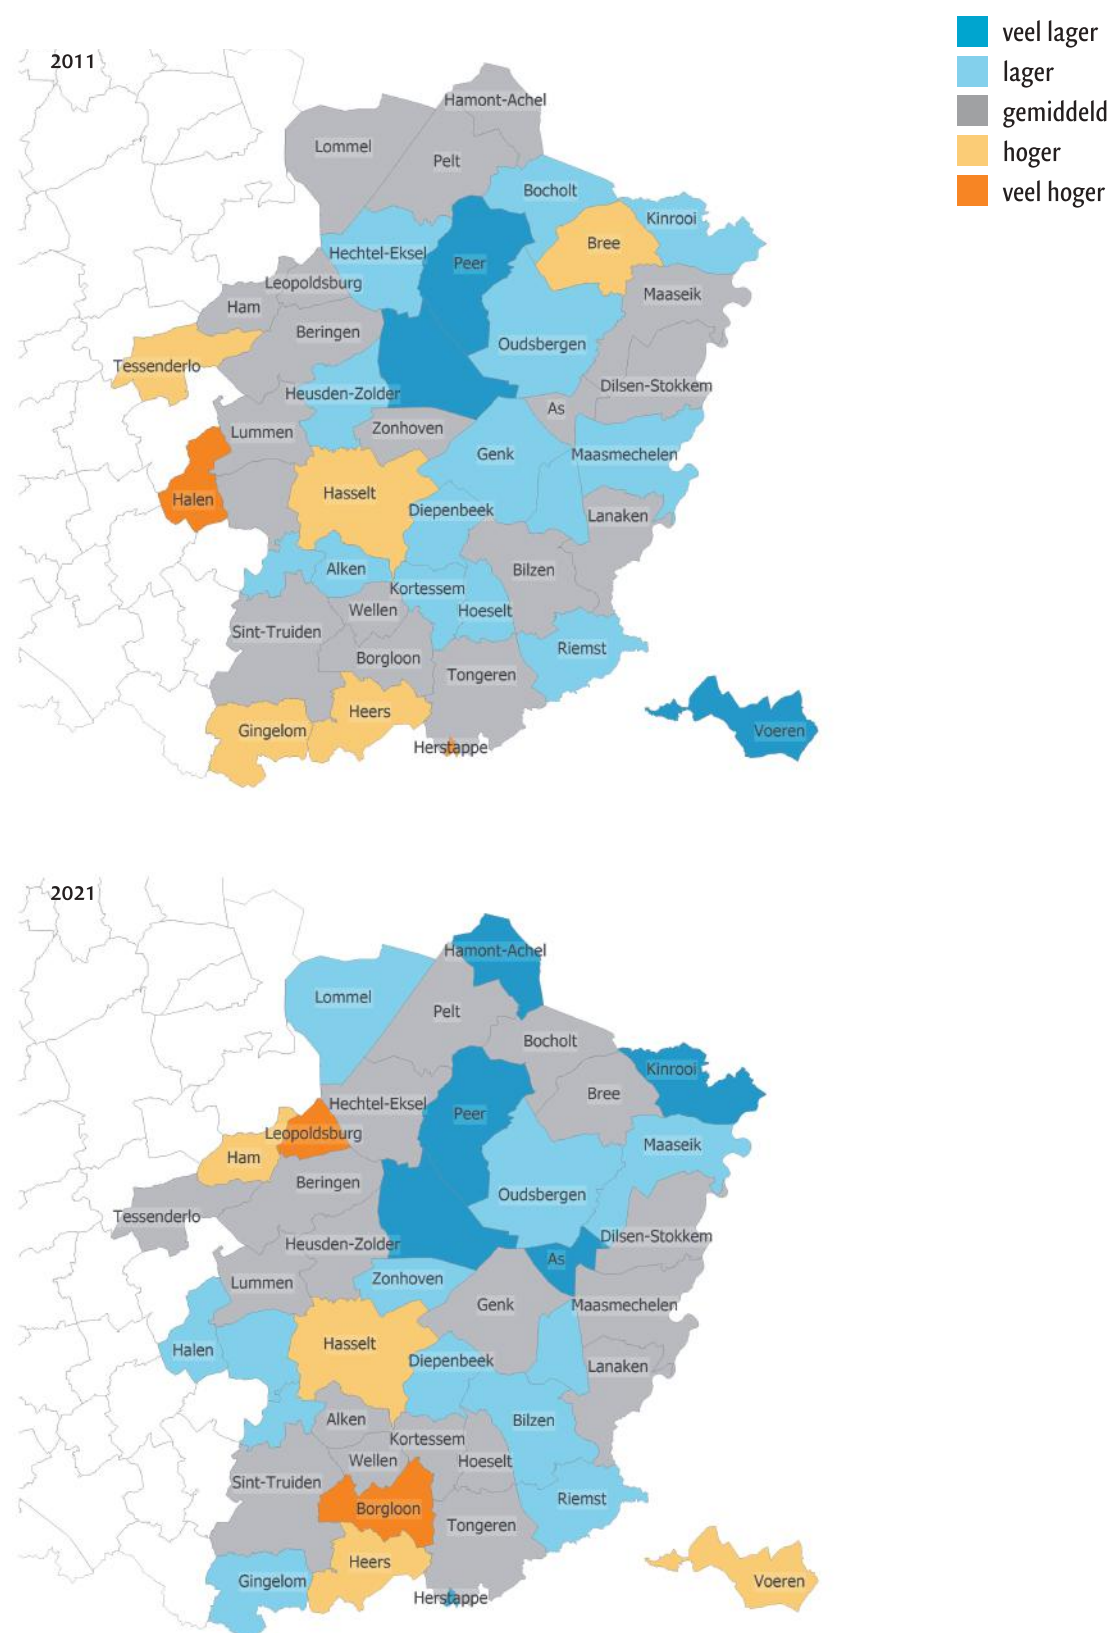 veel lager
lager
gemiddeld
hoger
veel hoger
2011
Hamont-Achel
Lommel
Pelt
Bocholt
Kinrooi
Bree
Hechtel-Eksel
Peer
Leopoldsburg
Maaseik
Ham
Beringen
Oudsbergen
Tessenderlo
Dilsen-Stokkem
Heusden-Zolder
As
Lummen
Zonhoven
Genk
Maasmechelen
Hasselt
Halen
Diepenbeek
Lanaken
Alken
Bilzen
Kortessem
Wellen
Hoeselt
Sint-Truiden
Riemst
Borgloon
Tongeren
Heers
Gingelom
Voeren
Herstappe
2021
Hamont-Achel
Lommel
Pelt
Bocholt
Kinrooi
Bree
Hechtel-Eksel
Peer
Leopoldsburg
Maaseik
Ham
Beringen
Oudsbergen
Tessenderlo
Dilsen-Stokkem
Heusden-Zolder
As
Zonhoven
Lummen
Genk
Maasmechelen
Hasselt
Halen
Diepenbeek
Lanaken
Alken
Bilzen
Kortessem
Wellen
Hoeselt
Sint-Truiden
Riemst
Borgloon
Tongeren
Heers
Gingelom
Voeren
Herstappe